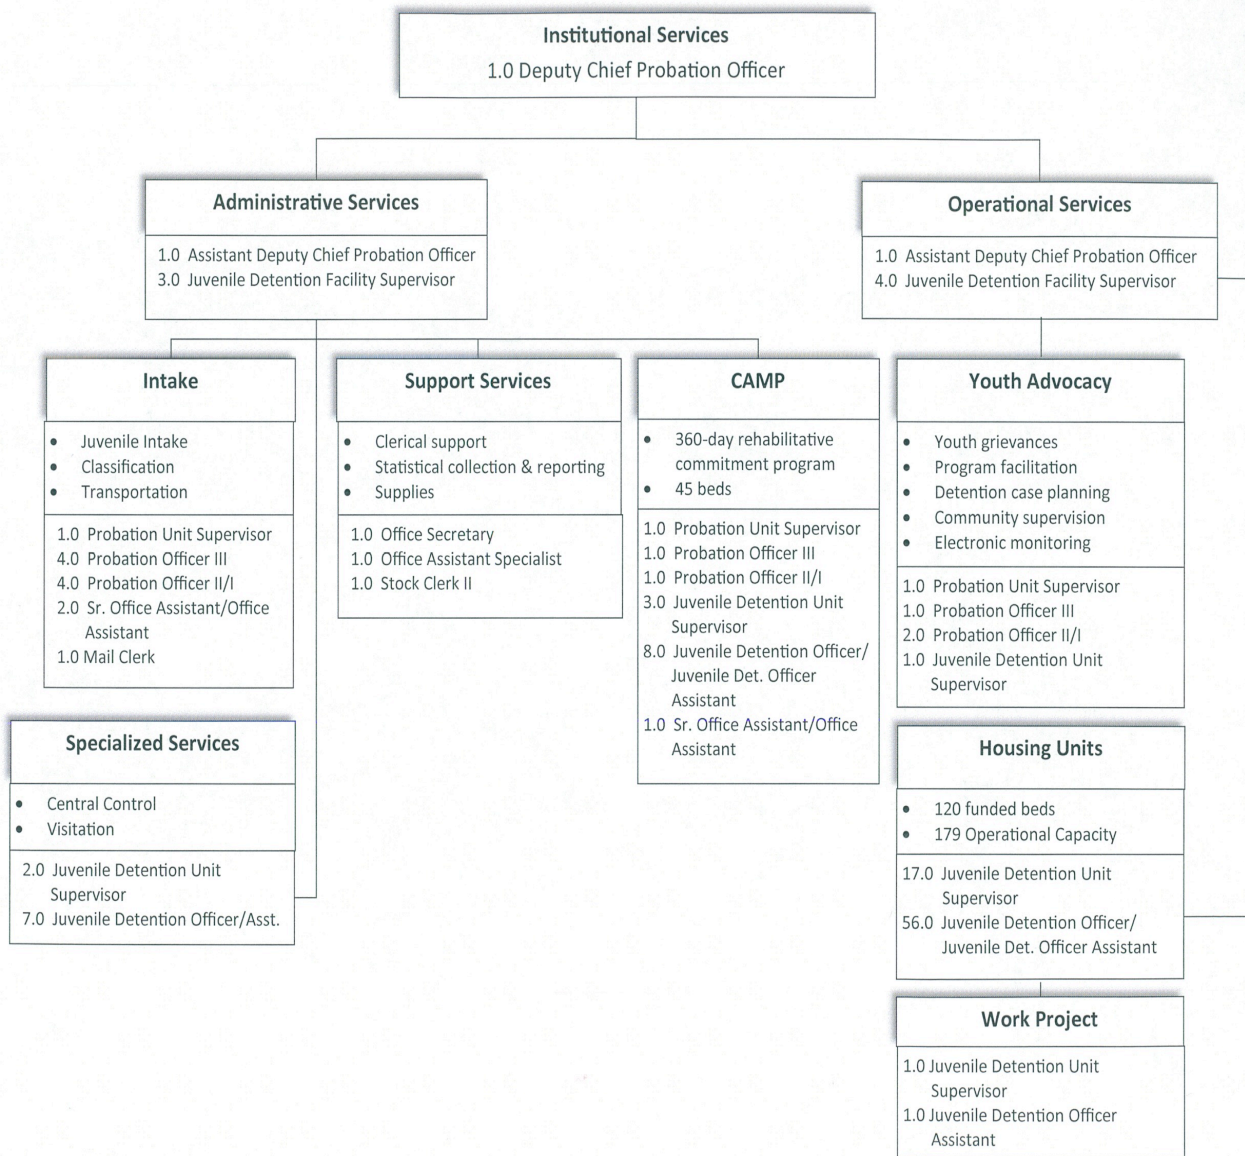 Institutional Services
1.0 Deputy Chief Probation Officer
Administrative Services
1.0 Assistant Deputy Chief Probation Officer
3.0 Juvenile Detention Facility Supervisor
Operational Services
1.0 Assistant Deputy Chief Probation Officer
4.0 Juvenile Detention Facility Supervisor
Intake
• Juvenile Intake
• Classification
• Transportation
1.0 Probation Unit Supervisor
4.0 Probation Officer III
4.0 Probation Officer II/I
2.0 Sr. Office Assistant/Office
Assistant
1.0 Mail Clerk
Support Services
• Clerical support
• Statistical collection & reporting
• Supplies
1.0 Office Secretary
1.0 Office Assistant Specialist
1.0 Stock Clerk II
CAMP
• 360-day rehabilitative
commitment program
• 45 beds
1.0 Probation Unit Supervisor
1.0 Probation Officer III
1.0 Probation Officer II/I
3.0 Juvenile Detention Unit
Supervisor
8.0 Juvenile Detention Officer/
Juvenile Det. Officer
Assistant
1.0 Sr. Office Assistant/Office
Assistant
Youth Advocacy
• Youth grievances
• Program facilitation
• Detention case planning
• Community supervision
• Electronic monitoring
1.0 Probation Unit Supervisor
1.0 Probation Officer III
2.0 Probation Officer II/I
1.0 Juvenile Detention Unit
Supervisor
Specialized Services
• Central Control
• Visitation
2.0 Juvenile Detention Unit
Supervisor
7.0 Juvenile Detention Officer/Asst.
Housing Units
• 120 funded beds
• 179 Operational Capacity
17.0 Juvenile Detention Unit
Supervisor
56.0 Juvenile Detention Officer/
Juvenile Det. Officer Assistant
Work Project
1.0 Juvenile Detention Unit
Supervisor
1.0 Juvenile Detention Officer
Assistant